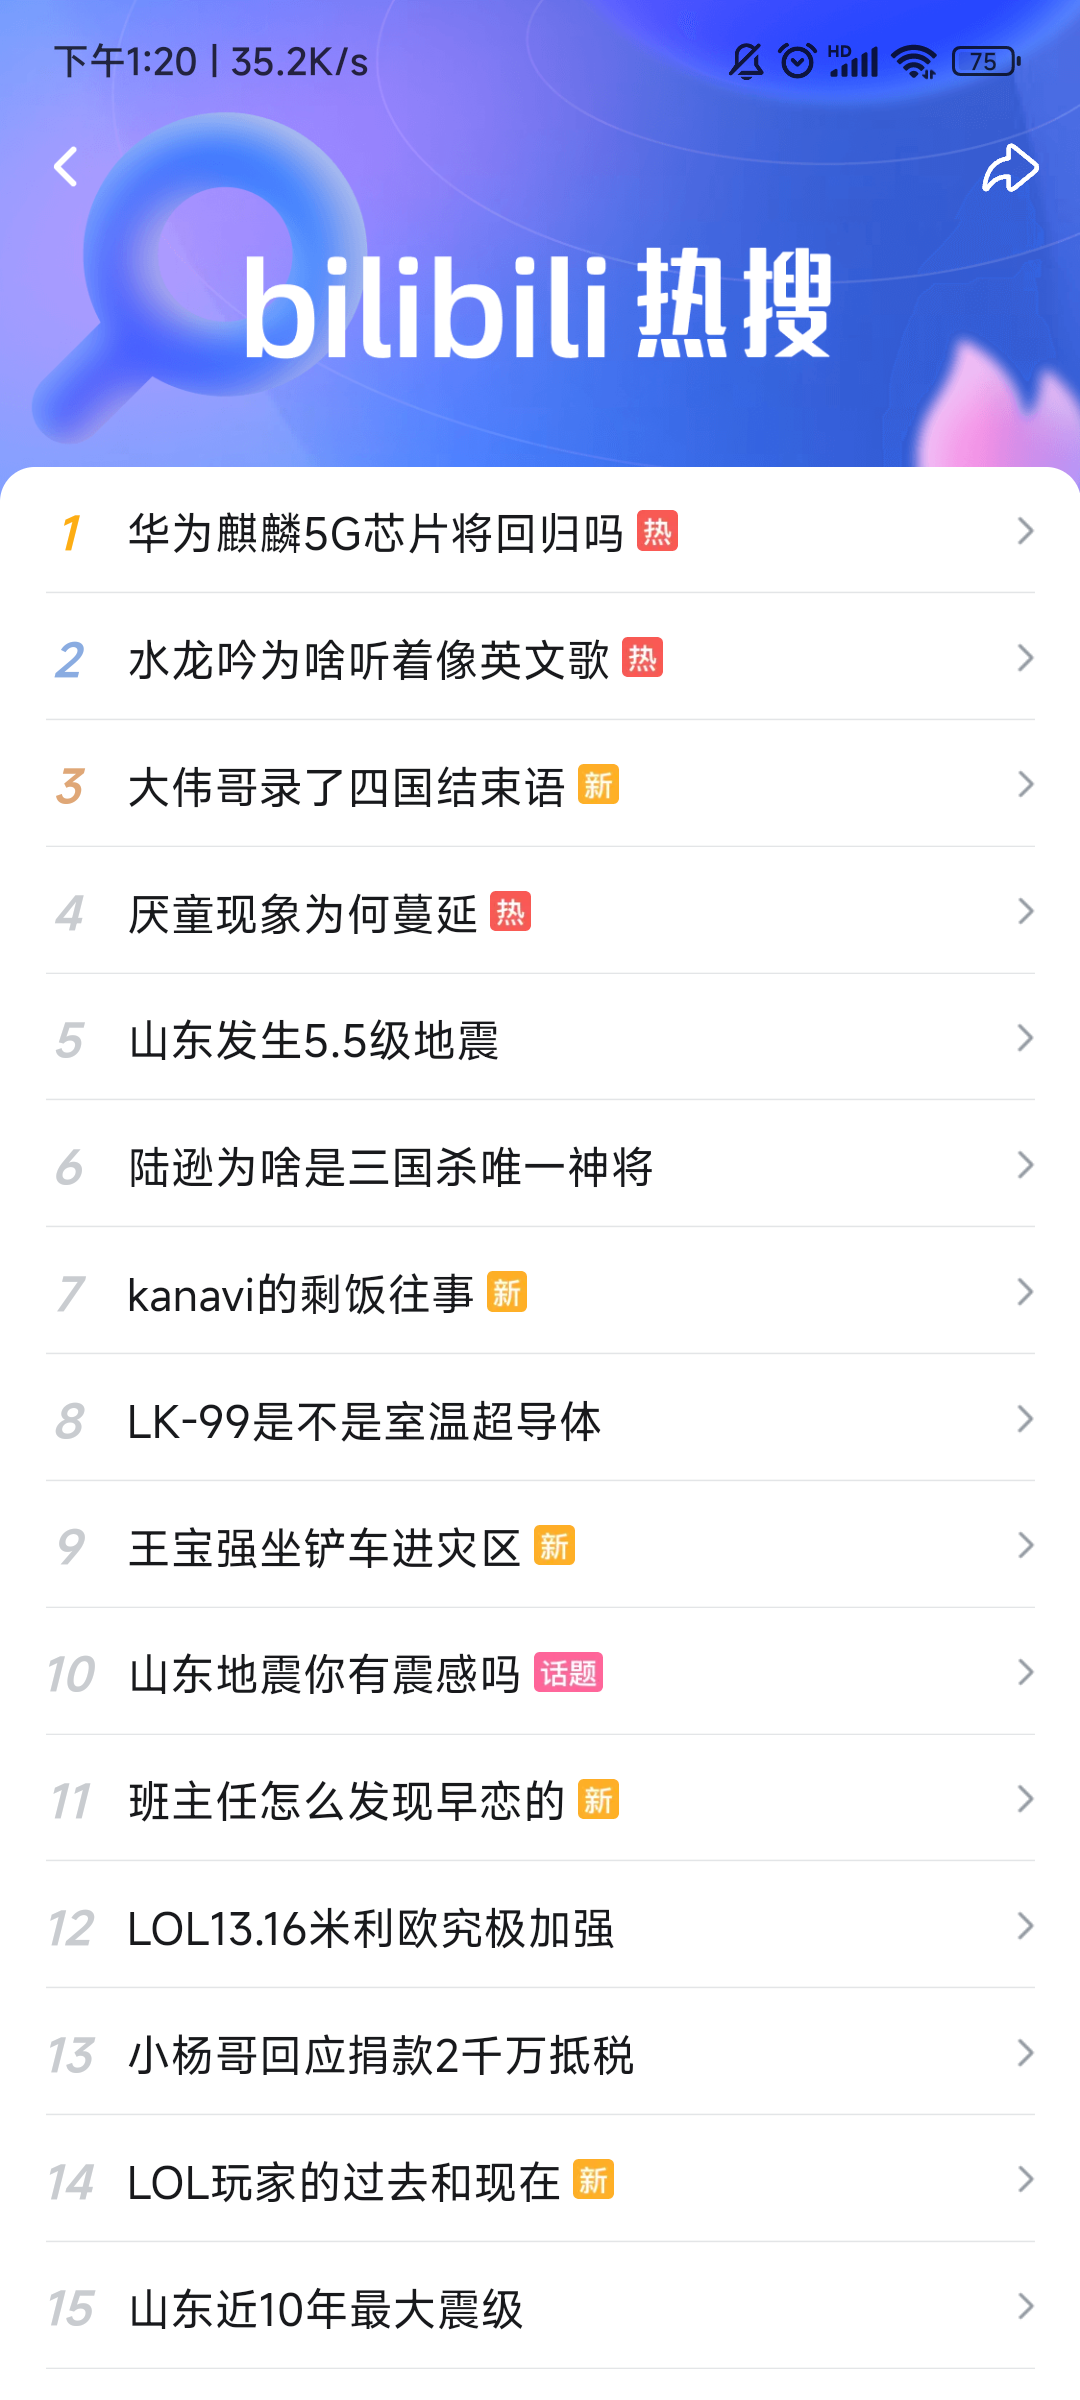 下午1:20 | 35.2K/s HD 75
bilibili 热搜
1 华为麒麟5G芯片将回归吗 热
2 水龙吟为啥听着像英文歌 热
3 大伟哥录了四国结束语 新
4 厌童现象为何蔓延 热
5 山东发生5.5级地震
6 陆逊为啥是三国杀唯一神将
7 kanavi的剩饭往事 新
8 LK-99是不是室温超导体
9 王宝强坐铲车进灾区 新
10 山东地震你有震感吗 话题
11 班主任怎么发现早恋的 新
12 LOL13.16米利欧究极加强
13 小杨哥回应捐款2千万抵税
14 LOL玩家的过去和现在 新
15 山东近10年最大震级